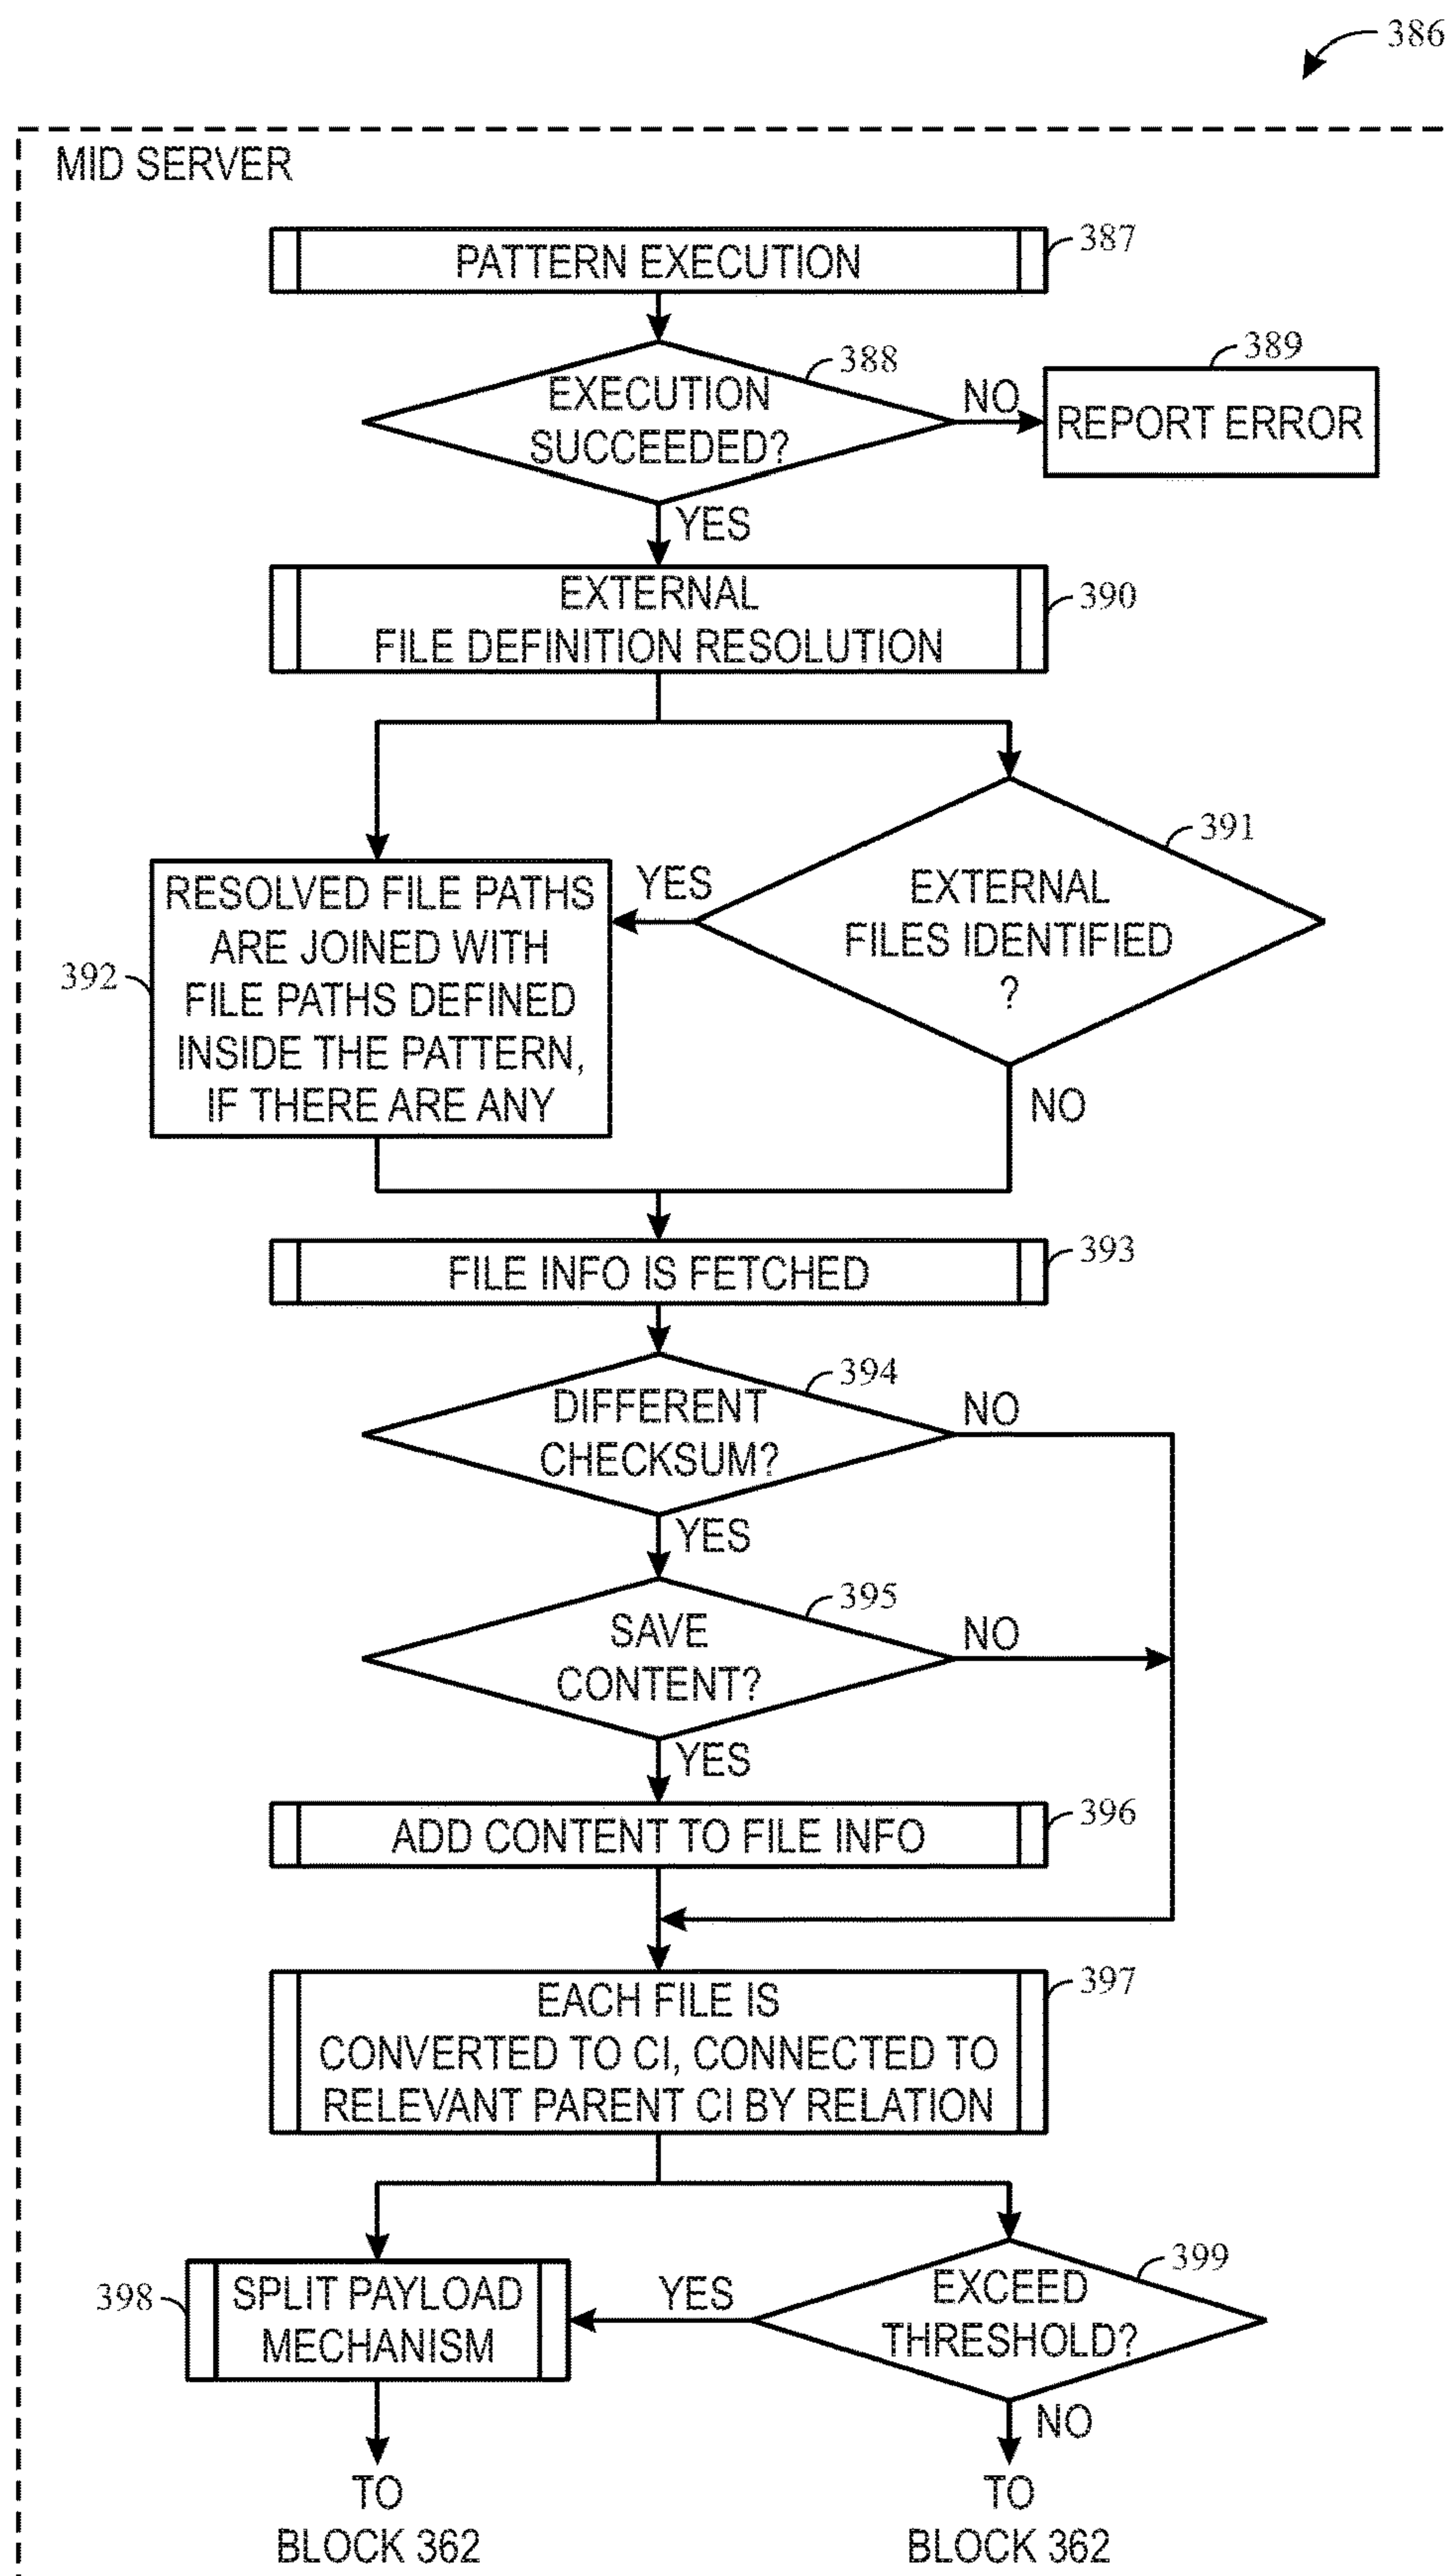 386
MID SERVER
PATTERN EXECUTION
387
388
EXECUTION
SUCCEEDED?
NO
389
REPORT ERROR
YES
EXTERNAL
FILE DEFINITION RESOLUTION
390
391
EXTERNAL
FILES IDENTIFIED
?
YES
NO
392
RESOLVED FILE PATHS
ARE JOINED WITH
FILE PATHS DEFINED
INSIDE THE PATTERN,
IF THERE ARE ANY
FILE INFO IS FETCHED
393
394
DIFFERENT
CHECKSUM?
NO
YES
395
SAVE
CONTENT?
NO
YES
ADD CONTENT TO FILE INFO
396
EACH FILE IS
CONVERTED TO CI, CONNECTED TO
RELEVANT PARENT CI BY RELATION
397
398
SPLIT PAYLOAD
MECHANISM
YES
399
EXCEED
THRESHOLD?
NO
TO
BLOCK 362
TO
BLOCK 362